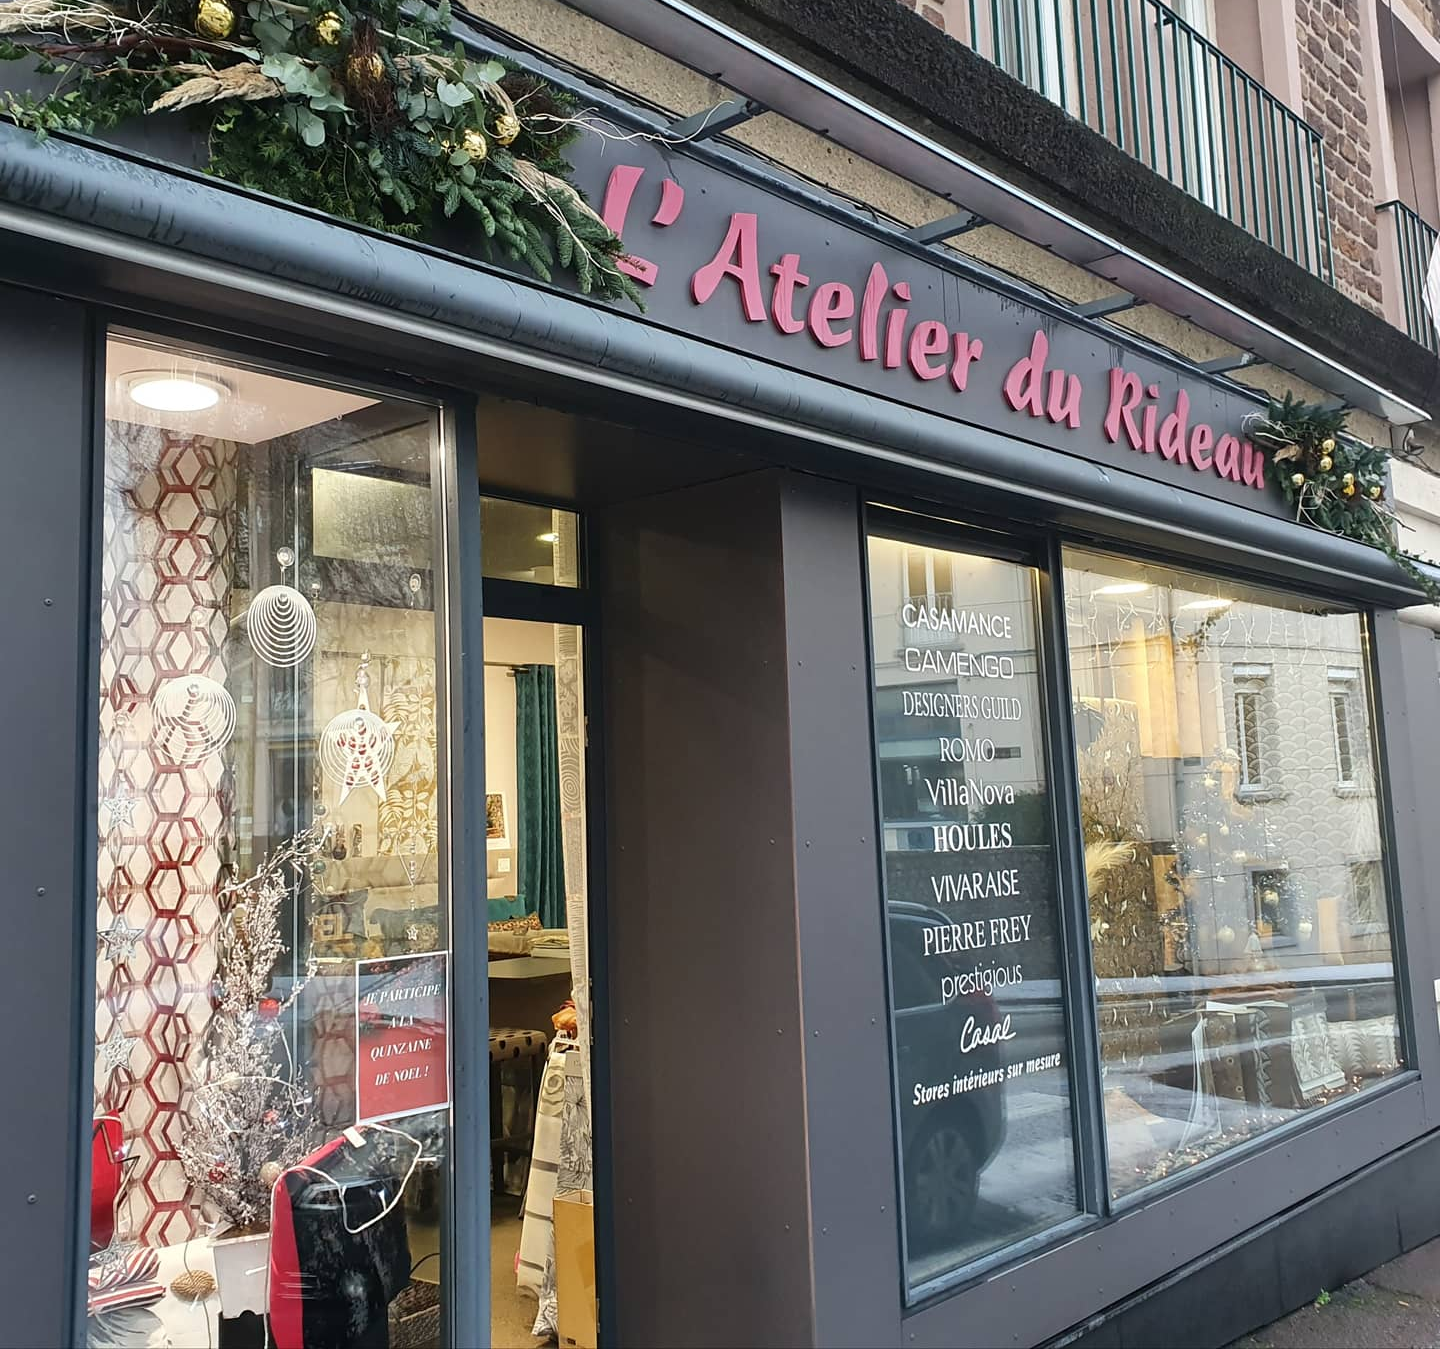 L'Atelier du Rideau
CASAMANCE
CAMENGO
DESIGNERS GUILD
ROMO
VillaNova
HOULES
VIVARAISE
PIERRE FREY
prestigious
Casal
Stores intérieurs sur mesure
JE PARTICIPE
A LA
QUINZAINE
DE NOEL !